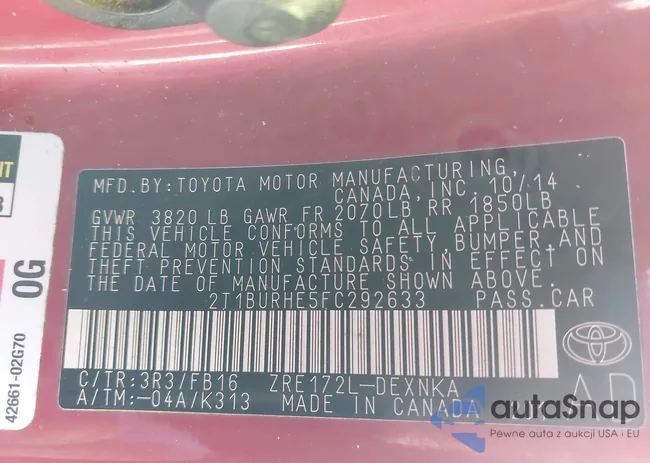 MFD. BY: TOYOTA MOTOR MANUFACTURING,
CANADA, INC. 10/14
GVWR 3820 LB GAWR FR 2070LB RR 1850LB
THIS VEHICLE CONFORMS TO ALL APPLICABLE
FEDERAL MOTOR VEHICLE SAFETY, BUMPER, AND
THEFT PREVENTION STANDARDS IN EFFECT ON
THE DATE OF MANUFACTURE SHOWN ABOVE.
2T1BURHE5FC292633 PASS. CAR
C/TR: 3R3/FB16 ZRE172L-DEXNKA
A/TM: -04A/K313 MADE IN CANADA
AD
0G
42661-02G70
autoSnap
Pewne auta z aukcji USA i EU